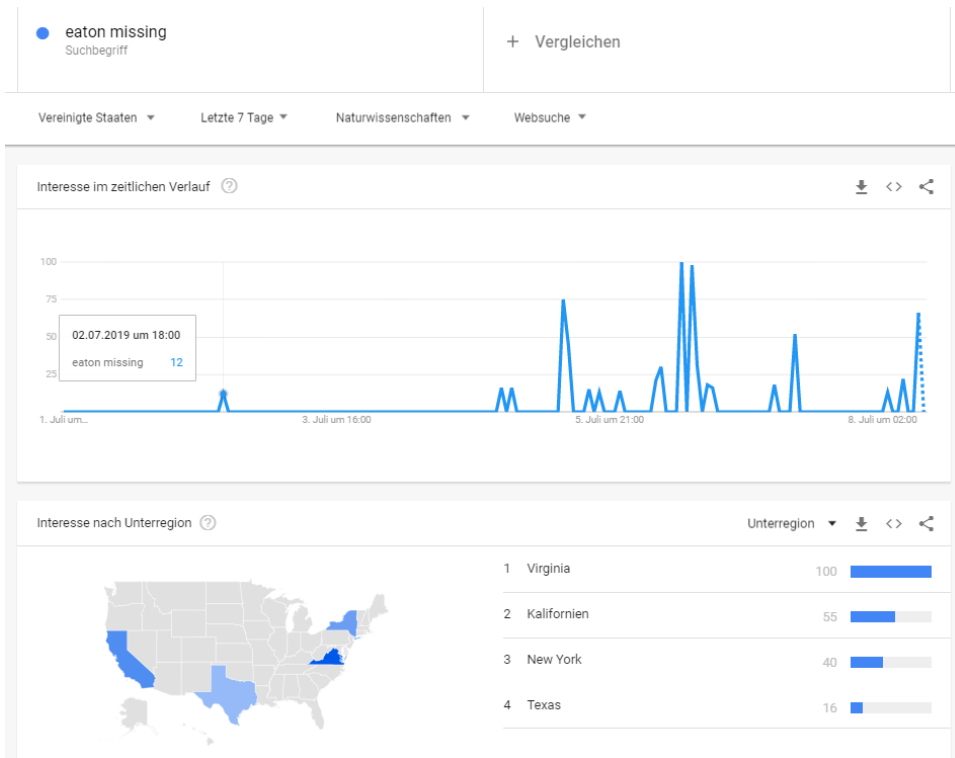 eaton missing
Suchbegriff
+ Vergleichen
Vereinigte Staaten
Letzte 7 Tage
Naturwissenschaften
Websuche
Interesse im zeitlichen Verlauf
100
75
50
25
02.07.2019 um 18:00
eaton missing 12
1. Juli um...
3. Juli um 16:00
5. Juli um 21:00
8. Juli um 02:00
Interesse nach Unterregion
Unterregion
1 Virginia 100
2 Kalifornien 55
3 New York 40
4 Texas 16